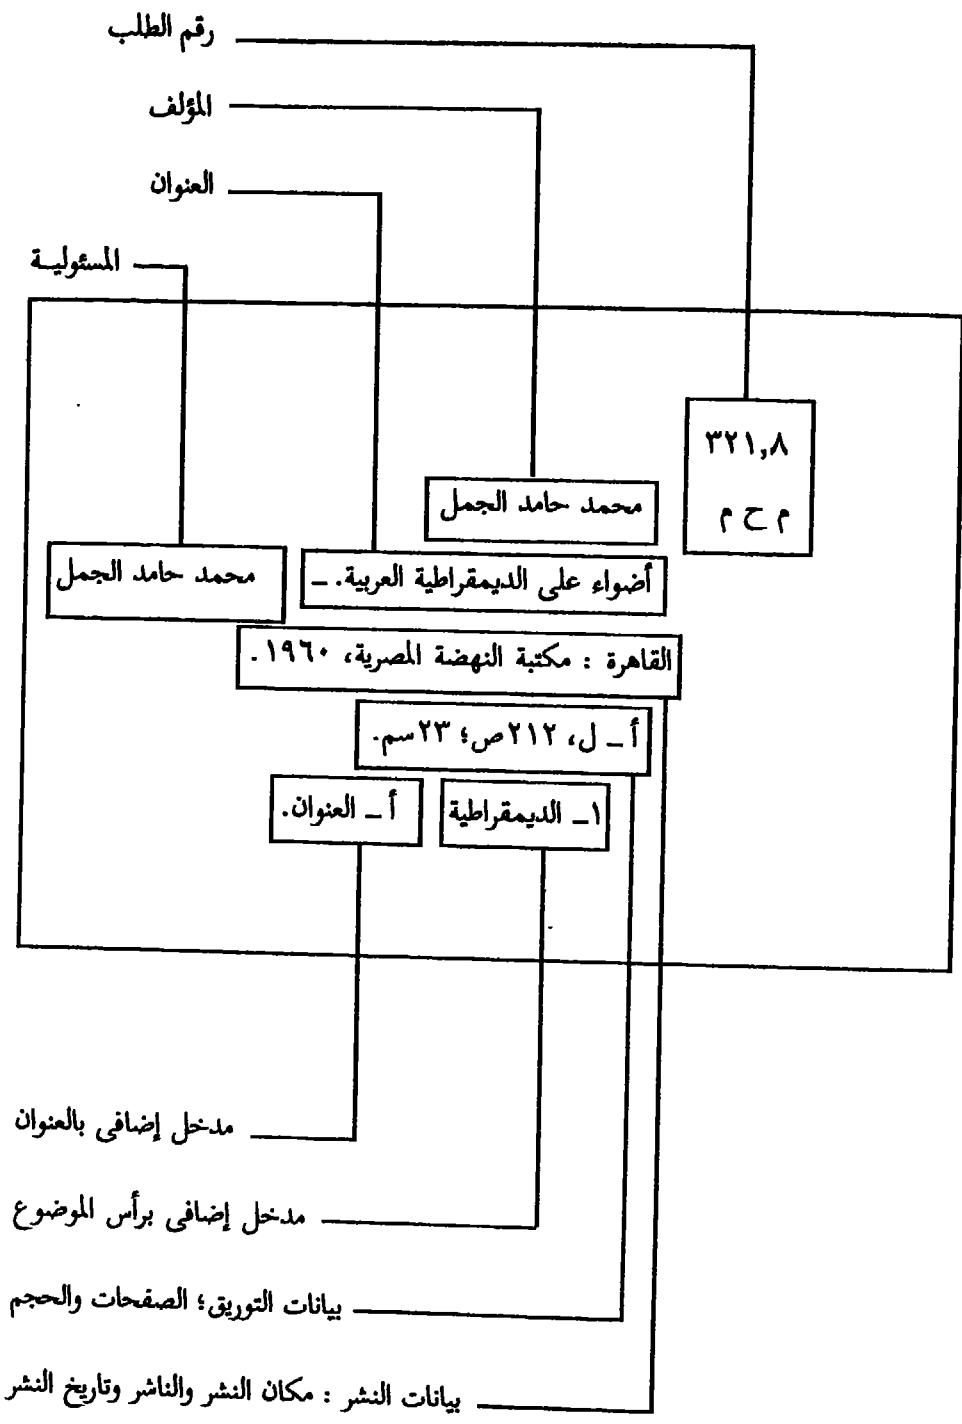 رقم الطلب
المؤلف
العنوان
المسئولية
٣٢١,٨
م ح م
محمد حامد الجمل
أضواء على الديمقراطية العربية. ـ
محمد حامد الجمل
القاهرة : مكتبة النهضة المصرية، ١٩٦٠.
أ ـ ل، ٢١٢ص؛ ٢٣سم.
١ـ الديمقراطية
أ ـ العنوان.
مدخل إضافى بالعنوان
مدخل إضافى برأس الموضوع
بيانات التوريق؛ الصفحات والحجم
بيانات النشر : مكان النشر والناشر وتاريخ النشر